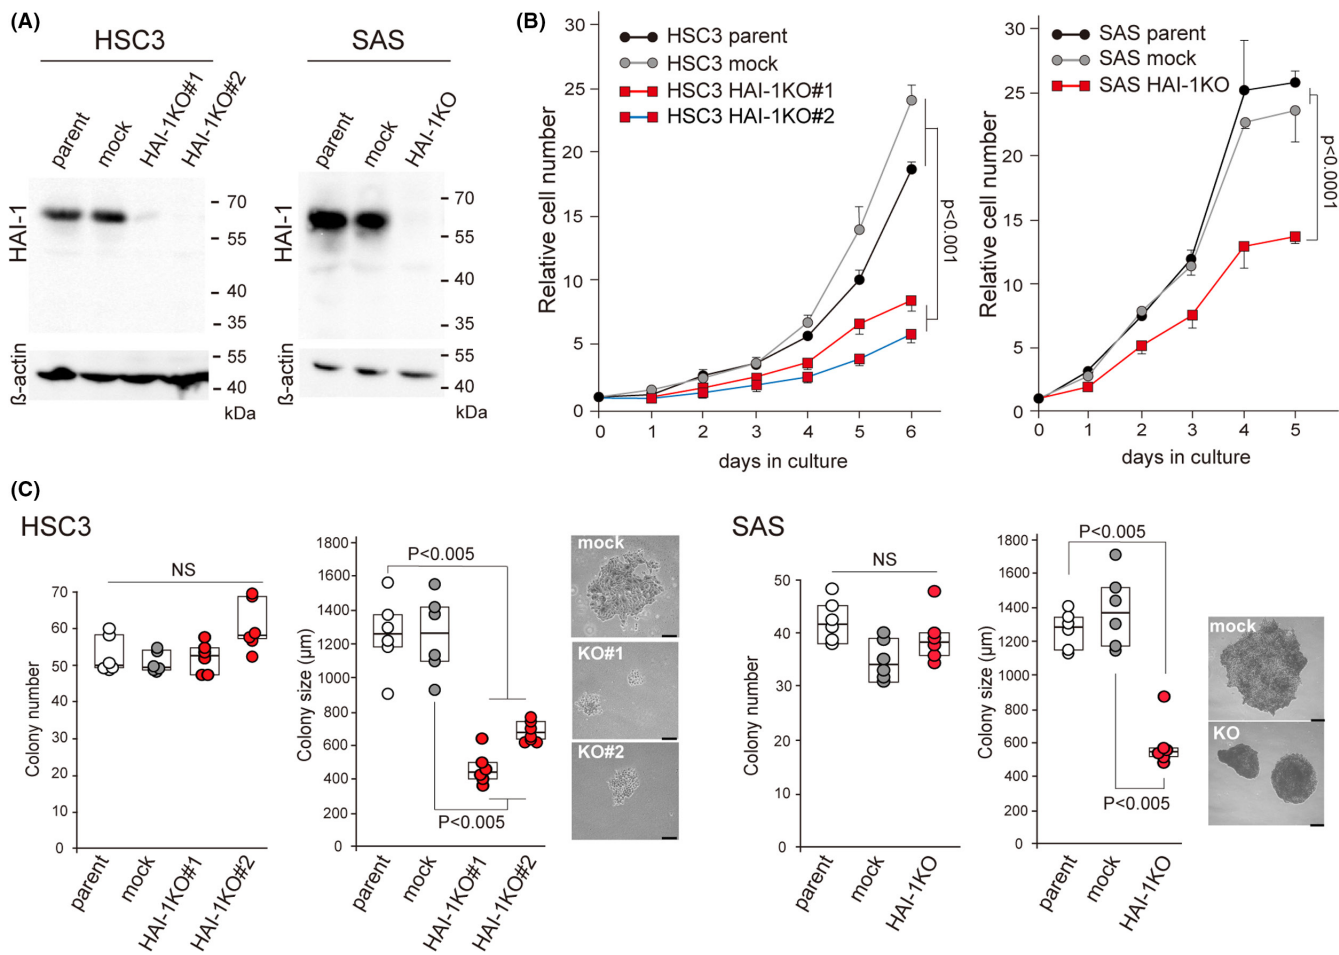 (A)
HSC3
SAS
parent
mock
HAI-1KO#1
HAI-1KO#2
parent
mock
HAI-1KO
HAI-1
- 70
- 55
- 40
- 35
HAI-1
- 70
- 55
- 40
- 35
ß-actin
- 55
- 40
kDa
ß-actin
- 55
- 40
kDa
(B)
HSC3 parent
HSC3 mock
HSC3 HAI-1KO#1
HSC3 HAI-1KO#2
Relative cell number
30
25
20
15
10
5
0
0 1 2 3 4 5 6
days in culture
p<0.001
SAS parent
SAS mock
SAS HAI-1KO
Relative cell number
30
25
20
15
10
5
0
0 1 2 3 4 5
days in culture
p<0.0001
(C)
HSC3
NS
Colony number
70
60
50
40
30
20
10
0
parent
mock
HAI-1KO#1
HAI-1KO#2
P<0.005
Colony size (µm)
1800
1600
1400
1200
1000
800
600
400
200
0
P<0.005
parent
mock
HAI-1KO#1
HAI-1KO#2
mock
KO#1
KO#2
SAS
NS
Colony number
50
40
30
20
10
0
parent
mock
HAI-1KO
P<0.005
Colony size (µm)
1800
1600
1400
1200
1000
800
600
400
200
0
P<0.005
parent
mock
HAI-1KO
mock
KO